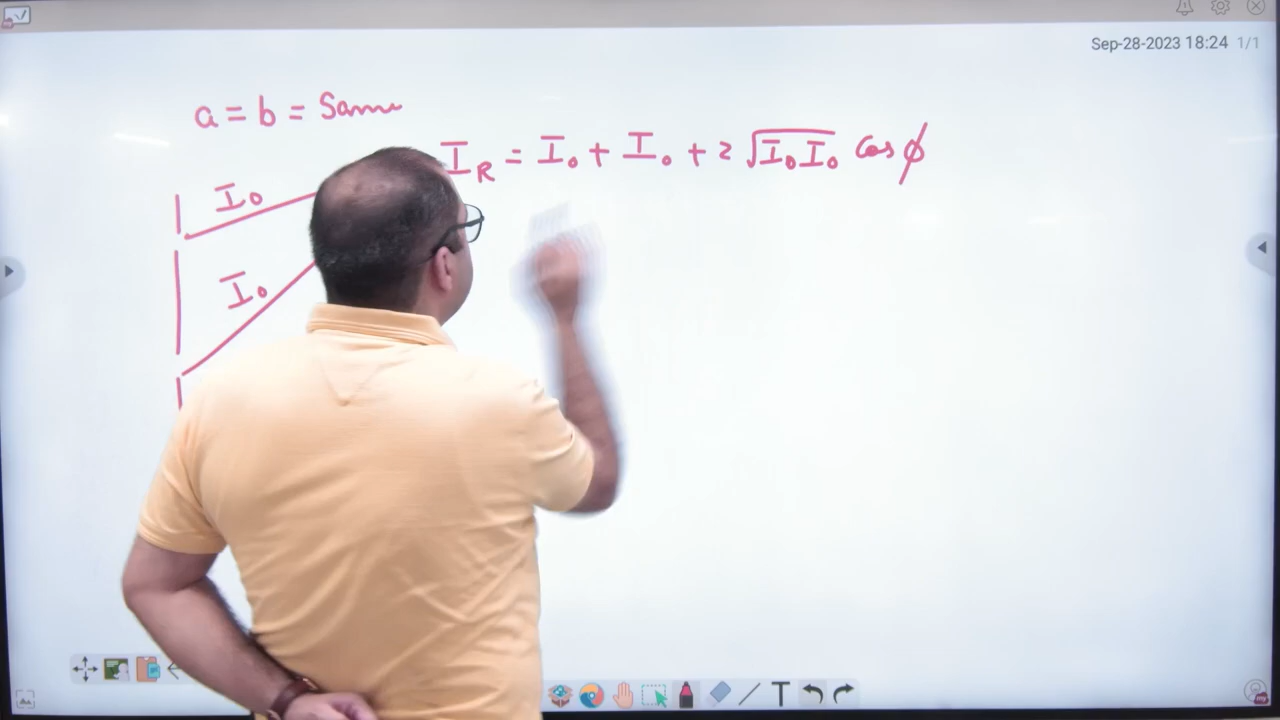 Sep-28-2023 18:24 1/1
a = b = Same
I_R = I₀ + I₀ + 2 √I₀I₀ cos ϕ
I₀
I₀
T